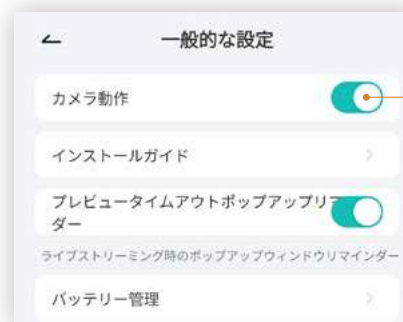 一般的な設定
カメラ動作
インストールガイド
プレビュータイムアウトポップアップリマ
ダー
ライブストリーミング時のポップアップウィンドウリマインダー
バッテリー管理